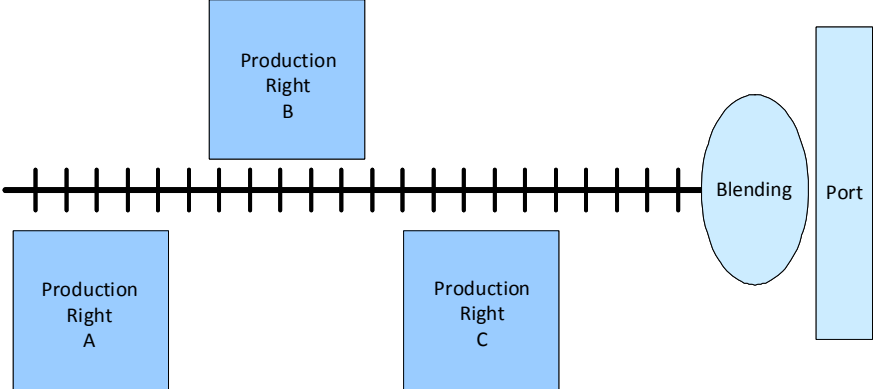 Production
Right
B
Blending
Port
Production
Right
A
Production
Right
C